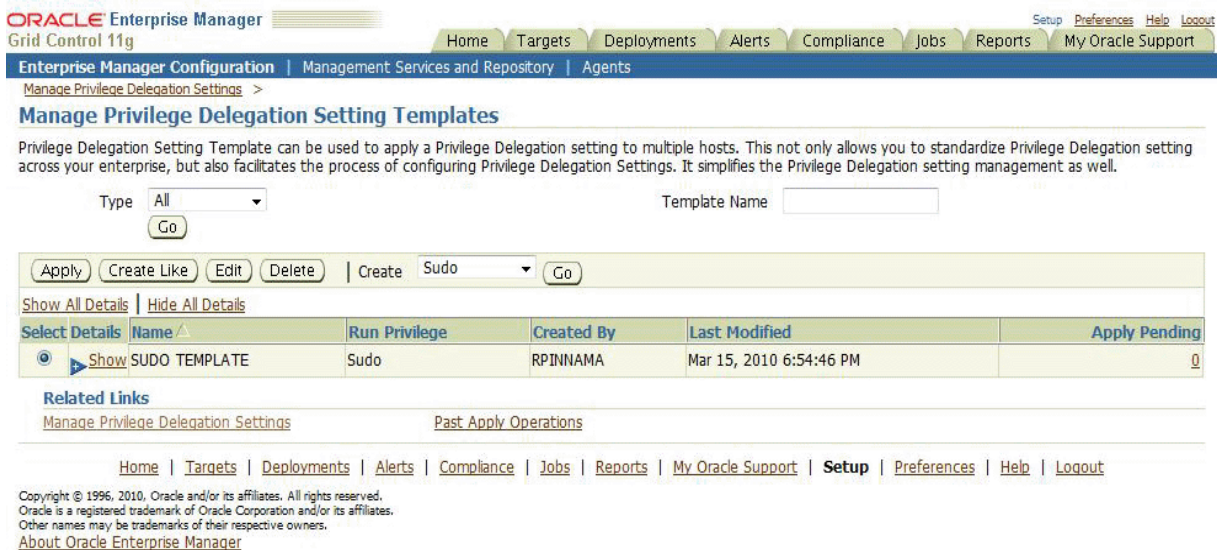 ORACLE Enterprise Manager
Grid Control 11g
Setup Preferences Help Logout
Home Targets Deployments Alerts Compliance Jobs Reports My Oracle Support
Enterprise Manager Configuration | Management Services and Repository | Agents
Manage Privilege Delegation Settings >
Manage Privilege Delegation Setting Templates
Privilege Delegation Setting Template can be used to apply a Privilege Delegation setting to multiple hosts. This not only allows you to standardize Privilege Delegation setting
across your enterprise, but also facilitates the process of configuring Privilege Delegation Settings. It simplifies the Privilege Delegation setting management as well.
Type All Template Name
Go
Apply Create Like Edit Delete | Create Sudo Go
Show All Details | Hide All Details
Select Details Name Run Privilege Created By Last Modified Apply Pending
Show SUDO TEMPLATE Sudo RPINNAMA Mar 15, 2010 6:54:46 PM 0
Related Links
Manage Privilege Delegation Settings Past Apply Operations
Home | Targets | Deployments | Alerts | Compliance | Jobs | Reports | My Oracle Support | Setup | Preferences | Help | Logout
Copyright © 1996, 2010, Oracle and/or its affiliates. All rights reserved.
Oracle is a registered trademark of Oracle Corporation and/or its affiliates.
Other names may be trademarks of their respective owners.
About Oracle Enterprise Manager